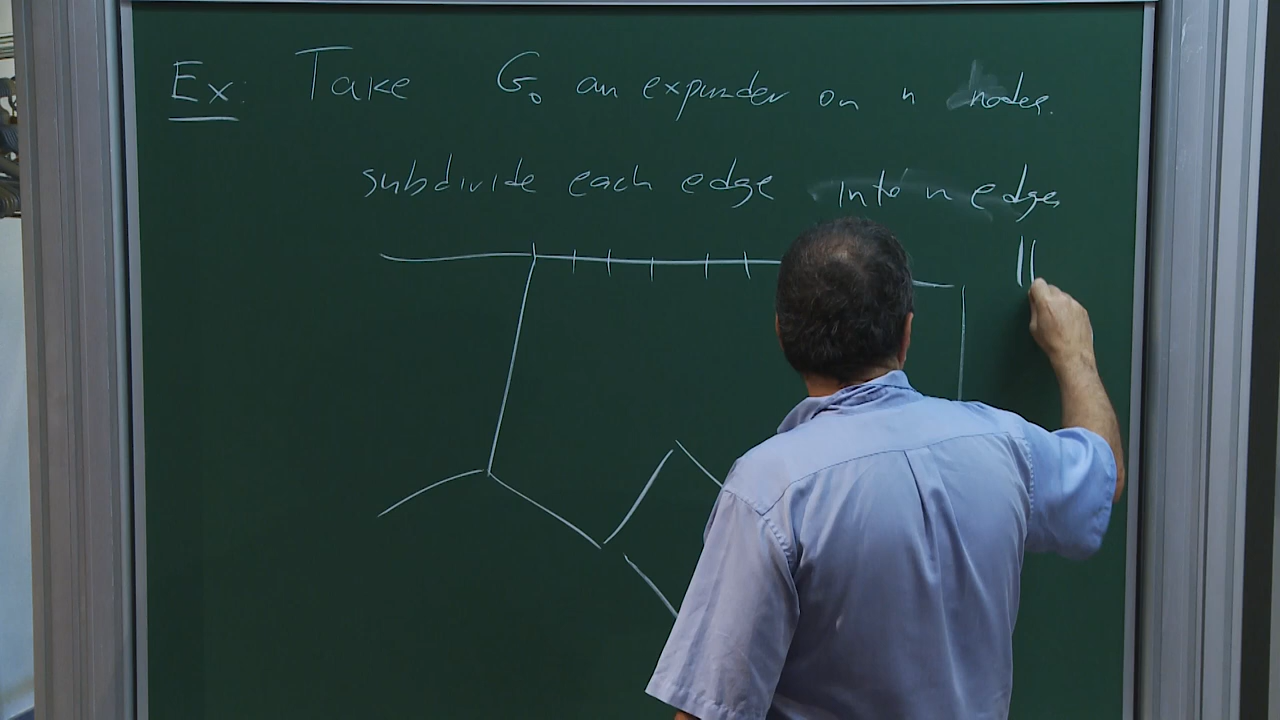 Ex: Take G₀ an expander on n nodes.
subdivide each edge into n edges